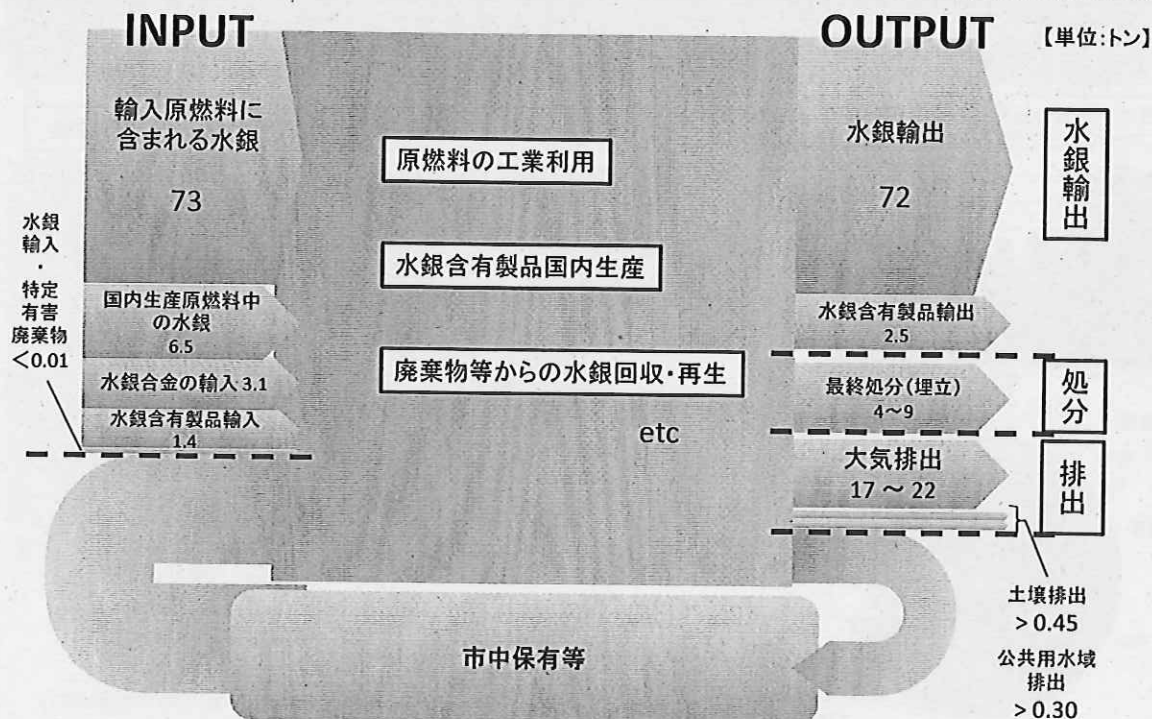 INPUT
OUTPUT
【単位:トン】
輸入原燃料に
含まれる水銀
73
水銀
輸入
・
特定
有害
廃棄物
<0.01
国内生産原燃料中
の水銀
6.5
水銀合金の輸入 3.1
水銀含有製品輸入
1.4
原燃料の工業利用
水銀含有製品国内生産
廃棄物等からの水銀回収・再生
etc
市中保有等
水銀輸出
72
水銀含有製品輸出
2.5
最終処分(埋立)
4~9
大気排出
17 ~ 22
水銀輸出
処分
排出
土壌排出
> 0.45
公共用水域
排出
> 0.30